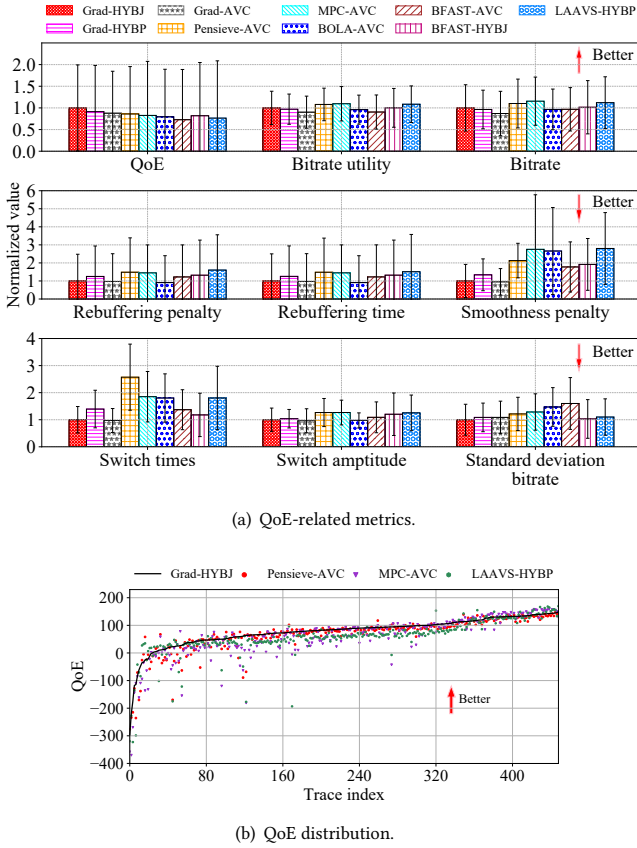 Grad-HYBJ Grad-AVC MPC-AVC BFAST-AVC LAAVS-HYBP
Grad-HYBP Pensieve-AVC BOLA-AVC BFAST-HYBJ
2.0
1.5
1.0
0.5
0.0
Better
QoE Bitrate utility Bitrate
Normalized value
6
5
4
3
2
1
0
Better
Rebuffering penalty Rebuffering time Smoothness penalty
4
3
2
1
0
Better
Switch times Switch amptitude Standard deviation
bitrate
(a) QoE-related metrics.
Grad-HYBJ Pensieve-AVC MPC-AVC LAAVS-HYBP
QoE
200
100
0
−100
−200
−300
−400
Better
0 80 160 240 320 400
Trace index
(b) QoE distribution.